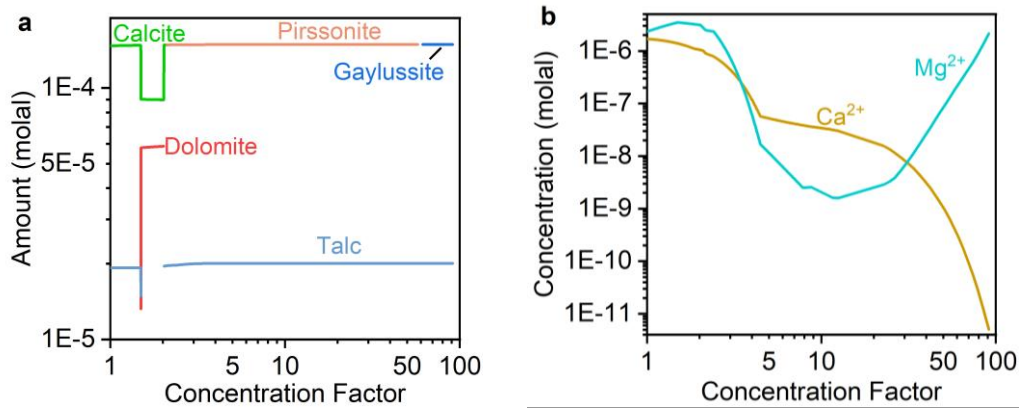 a
Calcite
Pirssonite
Gaylussite
Dolomite
Talc
1E-4
5E-5
1E-5
Amount (molal)
1 5 10 50 100
Concentration Factor
b
Mg²⁺
Ca²⁺
1E-6
1E-7
1E-8
1E-9
1E-10
1E-11
Concentration (molal)
1 5 10 50 100
Concentration Factor